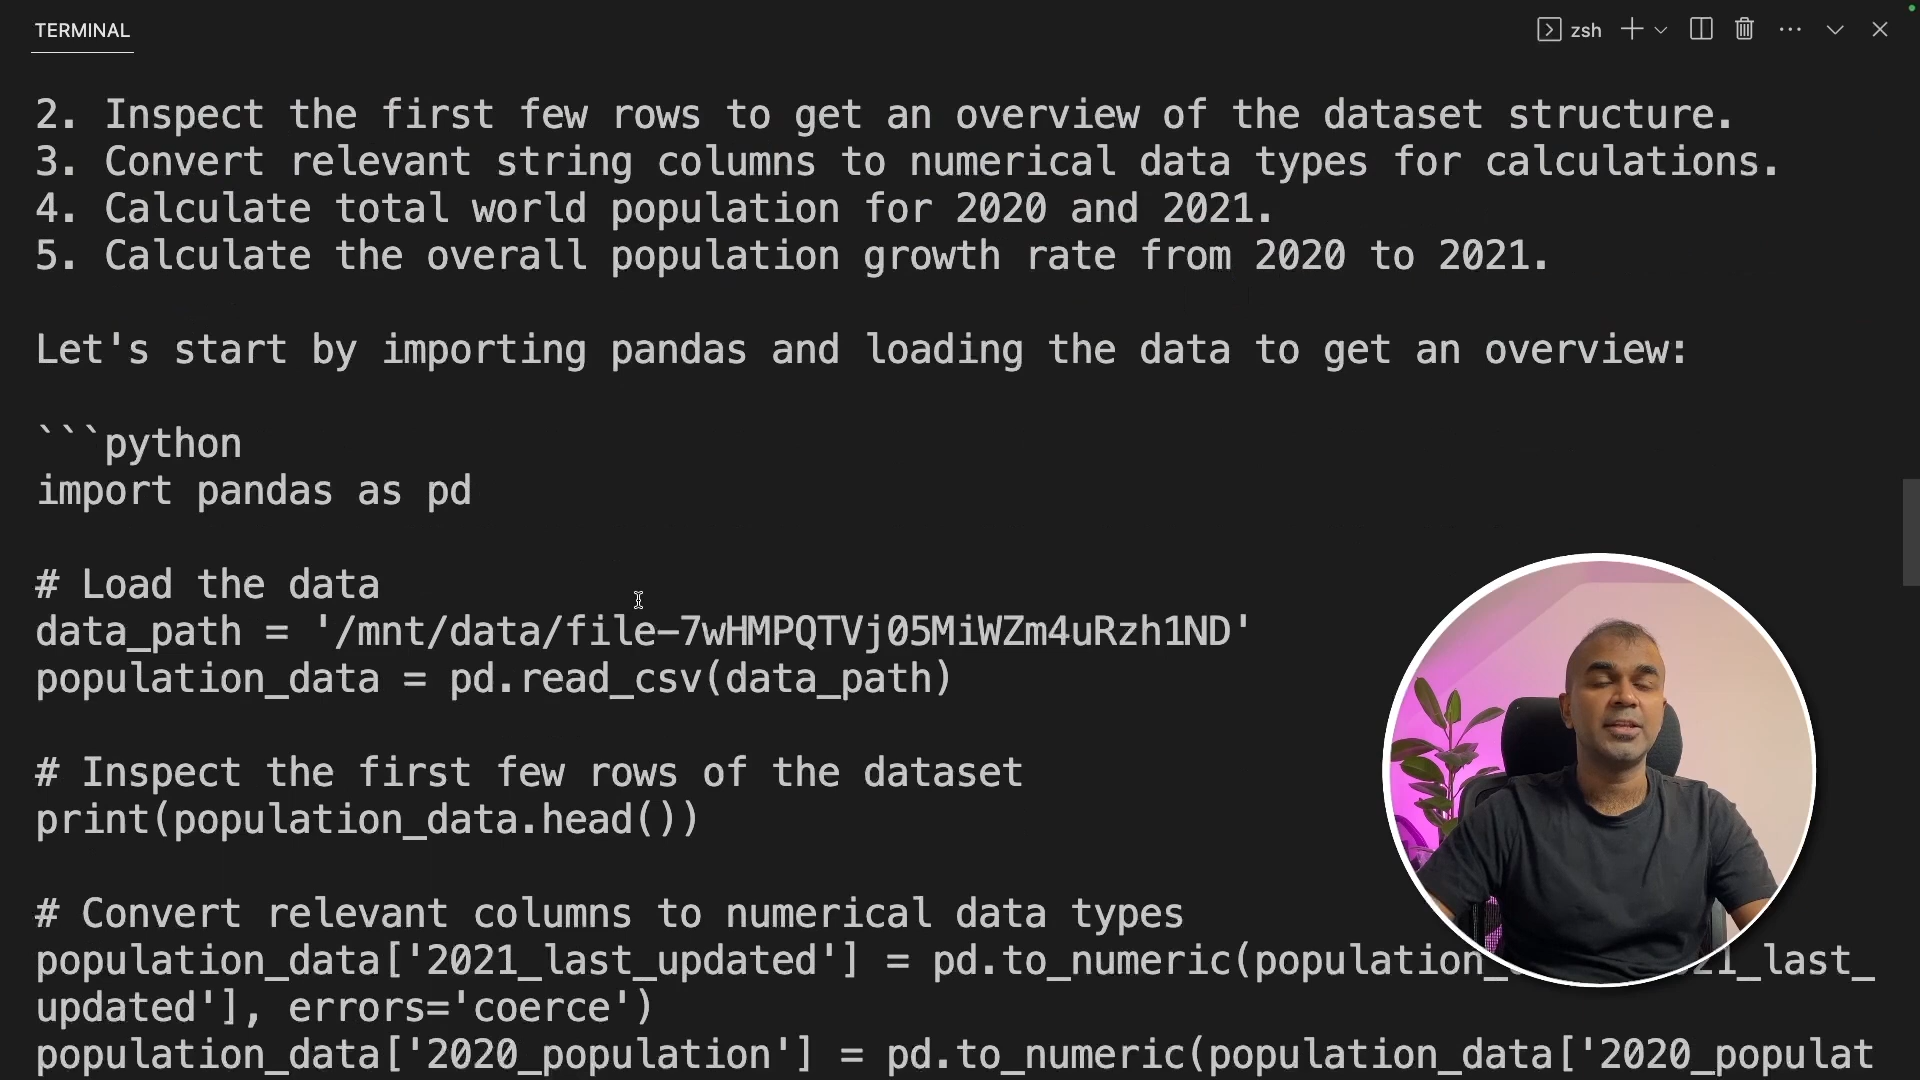 TERMINAL
zsh
2. Inspect the first few rows to get an overview of the dataset structure.
3. Convert relevant string columns to numerical data types for calculations.
4. Calculate total world population for 2020 and 2021.
5. Calculate the overall population growth rate from 2020 to 2021.
Let's start by importing pandas and loading the data to get an overview:
```python
import pandas as pd
# Load the data
data_path = '/mnt/data/file-7wHMPQTVj05MiWZm4uRzh1ND'
population_data = pd.read_csv(data_path)
# Inspect the first few rows of the dataset
print(population_data.head())
# Convert relevant columns to numerical data types
population_data['2021_last_updated'] = pd.to_numeric(population_ 21_last_
updated'], errors='coerce')
population_data['2020_population'] = pd.to_numeric(population_data['2020_populat